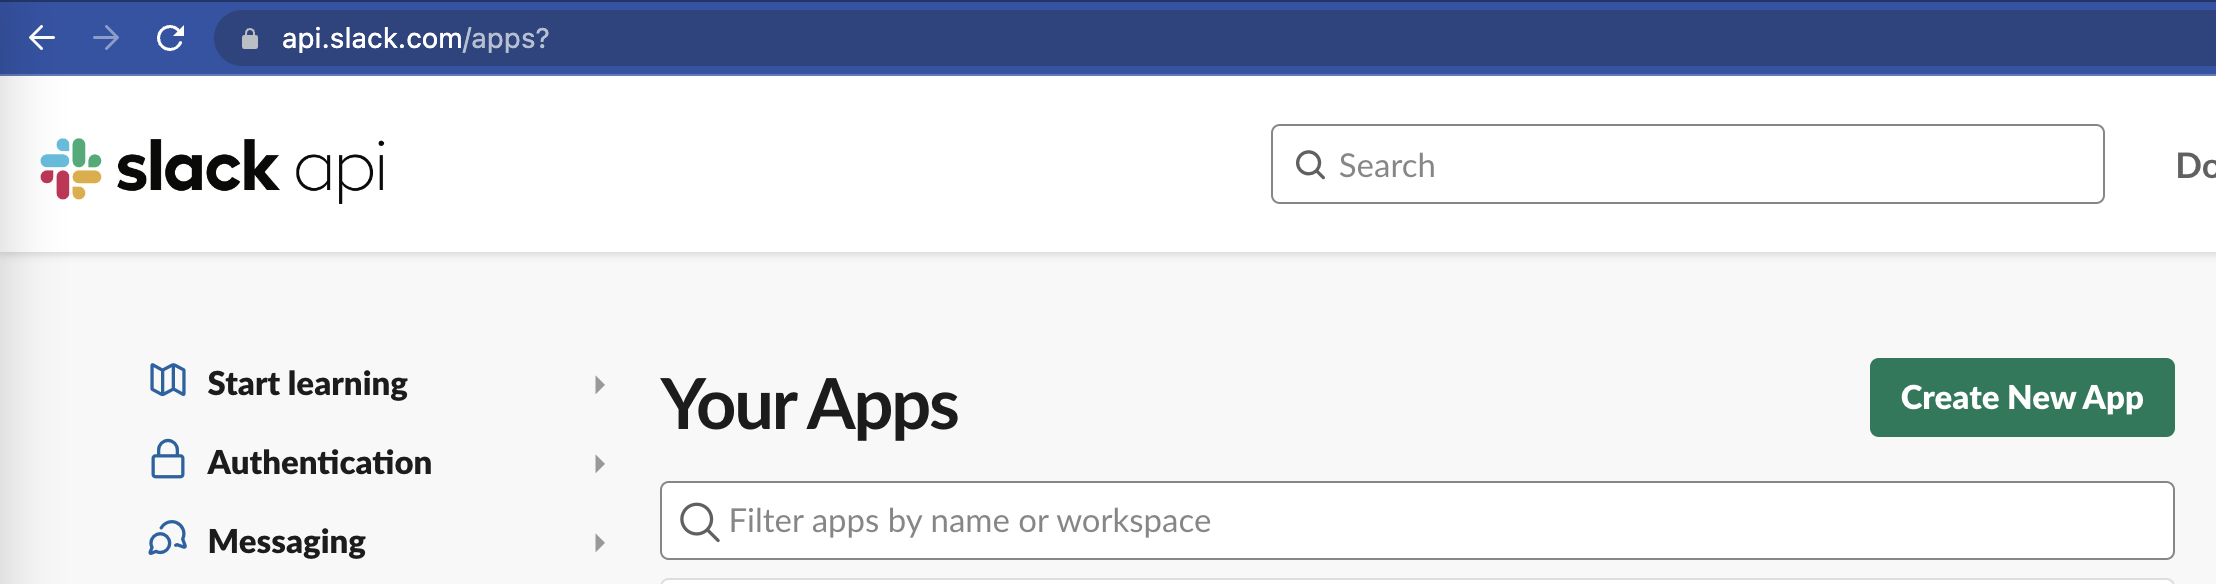 api.slack.com/apps?
slack api
Search
Start learning
Your Apps
Create New App
Authentication
Filter apps by name or workspace
Messaging